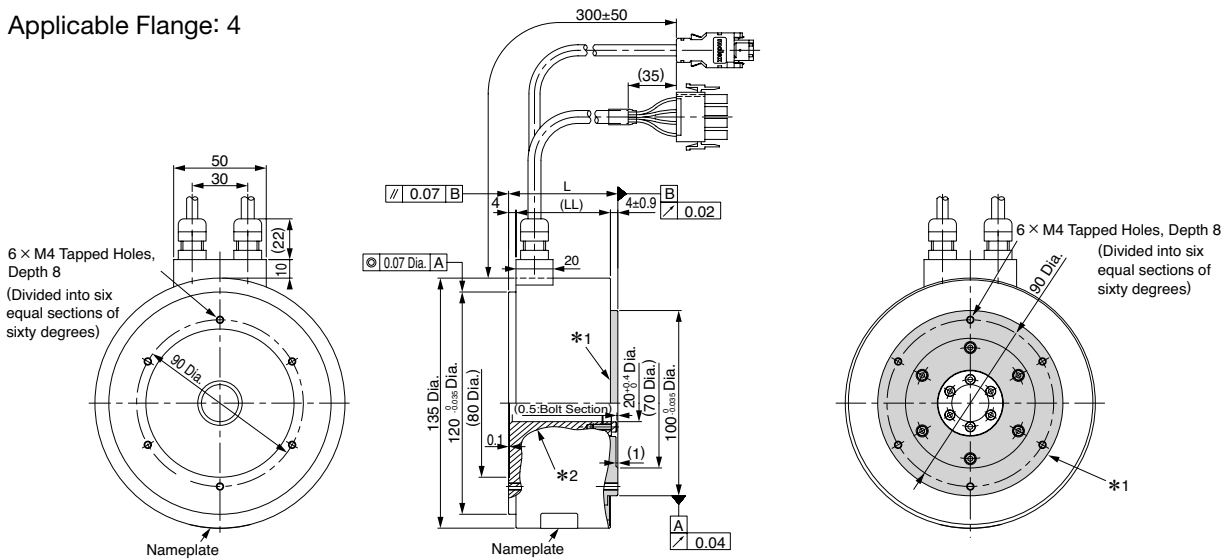 Applicable Flange: 4
300±50
(35)
50
30
(22)
10
6 × M4 Tapped Holes,
Depth 8
(Divided into six
equal sections of
sixty degrees)
90 Dia.
Nameplate
// 0.07 B
L
4
(LL)
4±0.9
B
↗ 0.02
◎ 0.07 Dia. A
20
*1
135 Dia.
120 0 -0.035 Dia.
(80 Dia.)
(0.5:Bolt Section)
20 +0.4 0 Dia.
(70 Dia.)
100 0 -0.035 Dia.
0.1
(1)
*2
A
↗ 0.04
Nameplate
6 × M4 Tapped Holes, Depth 8
(Divided into six
equal sections of
sixty degrees)
90 Dia.
*1